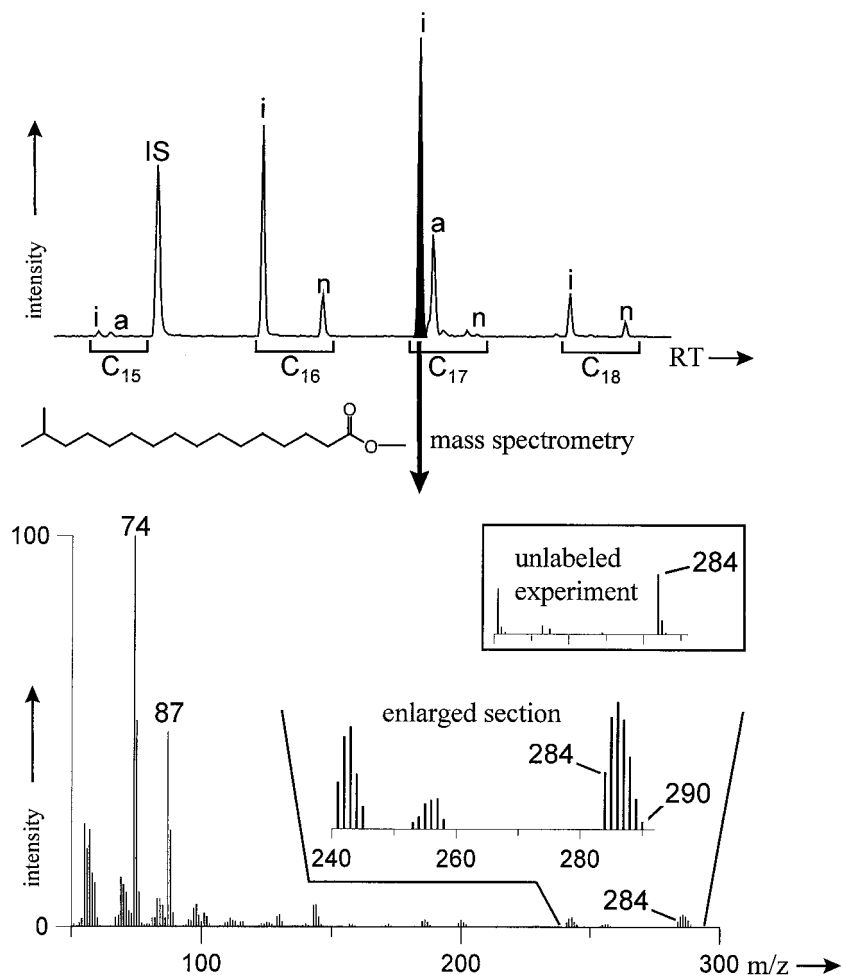 i
i
IS
a
n
i
i
a
n
n
intensity
C15
C16
C17
C18
RT
O
O
mass spectrometry
100
74
unlabeled
experiment
284
87
enlarged section
284
290
intensity
240
260
280
284
0
100
200
300
m/z